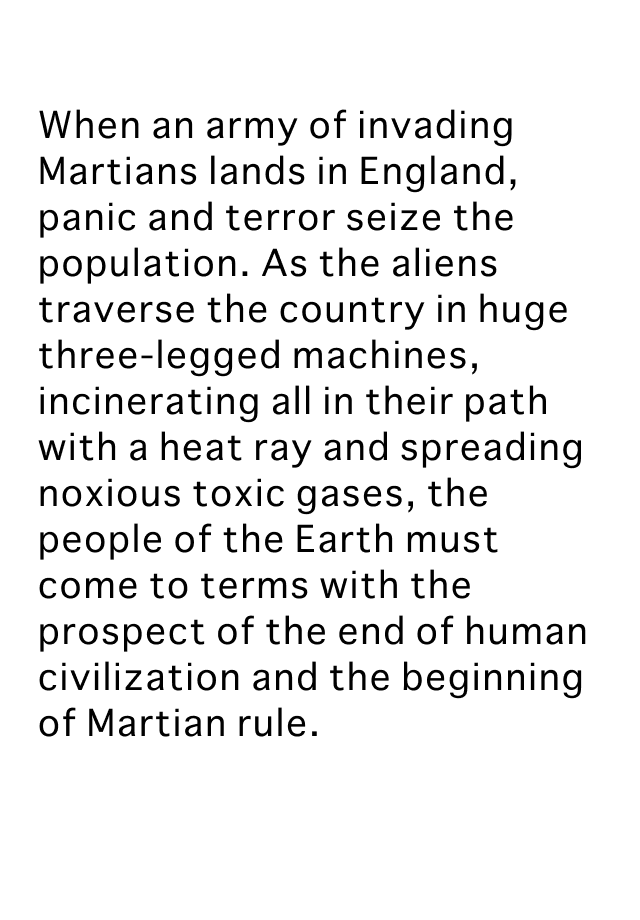 When an army of invading
Martians lands in England,
panic and terror seize the
population. As the aliens
traverse the country in huge
three-legged machines,
incinerating all in their path
with a heat ray and spreading
noxious toxic gases, the
people of the Earth must
come to terms with the
prospect of the end of human
civilization and the beginning
of Martian rule.